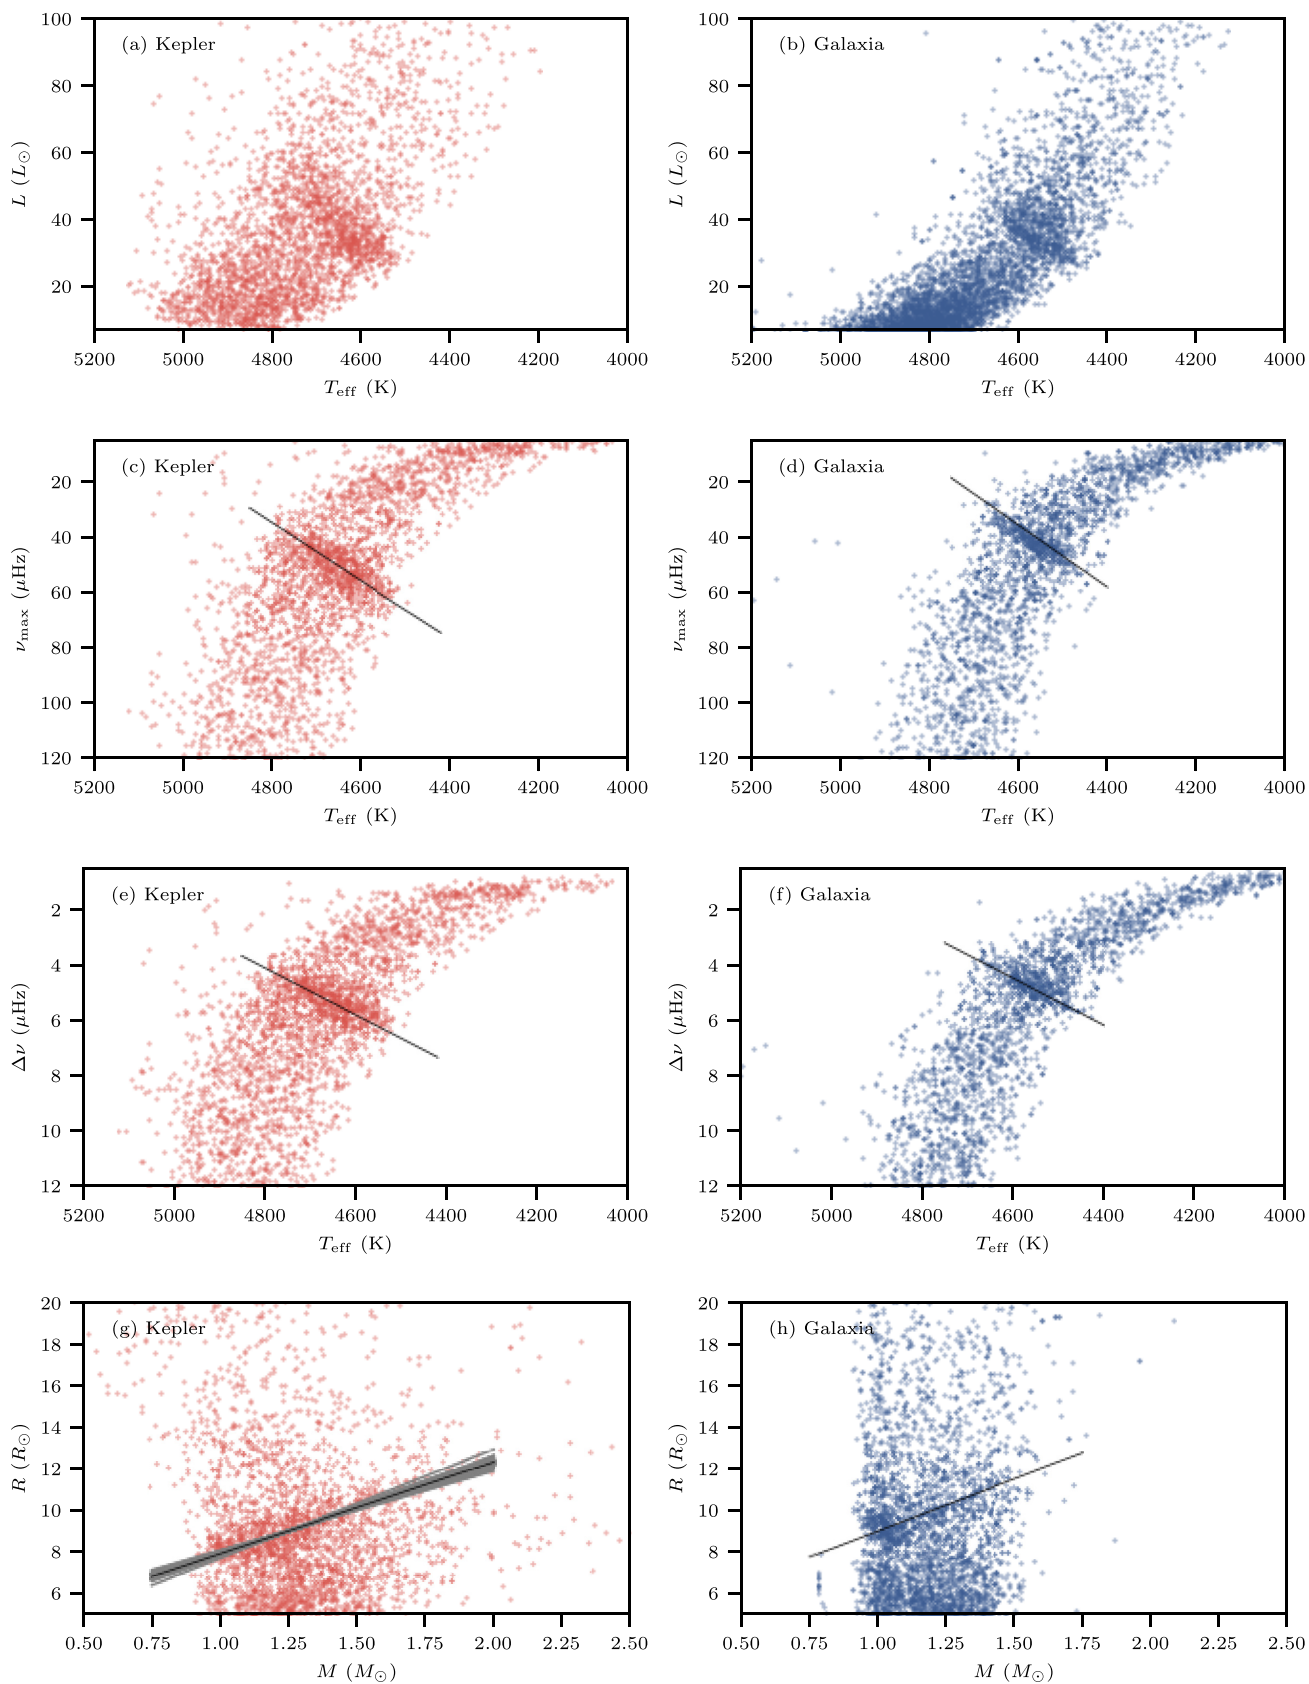 (a) Kepler
100
80
60
40
20
L (L⊙)
5200 5000 4800 4600 4400 4200 4000
Teff (K)
(b) Galaxia
100
80
60
40
20
L (L⊙)
5200 5000 4800 4600 4400 4200 4000
Teff (K)
(c) Kepler
20
40
60
80
100
120
νmax (μHz)
5200 5000 4800 4600 4400 4200 4000
Teff (K)
(d) Galaxia
20
40
60
80
100
120
νmax (μHz)
5200 5000 4800 4600 4400 4200 4000
Teff (K)
(e) Kepler
2
4
6
8
10
12
Δν (μHz)
5200 5000 4800 4600 4400 4200 4000
Teff (K)
(f) Galaxia
2
4
6
8
10
12
Δν (μHz)
5200 5000 4800 4600 4400 4200 4000
Teff (K)
(g) Kepler
20
18
16
14
12
10
8
6
R (R⊙)
0.50 0.75 1.00 1.25 1.50 1.75 2.00 2.25 2.50
M (M⊙)
(h) Galaxia
20
18
16
14
12
10
8
6
R (R⊙)
0.50 0.75 1.00 1.25 1.50 1.75 2.00 2.25 2.50
M (M⊙)